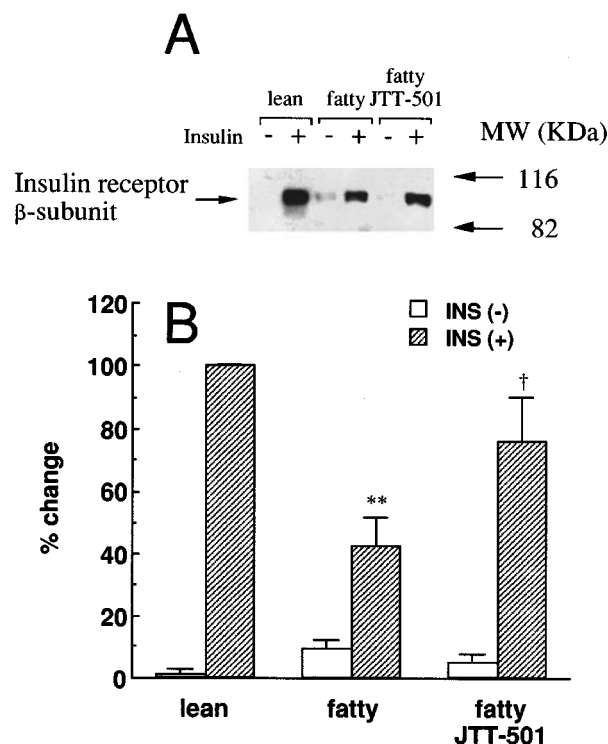 A
lean fatty fatty JTT-501
Insulin - + - + - + MW (KDa)
Insulin receptor β-subunit
116
82
B
INS (-)
INS (+)
120
100
80
60
40
20
0
% change
**
†
lean fatty fatty
JTT-501